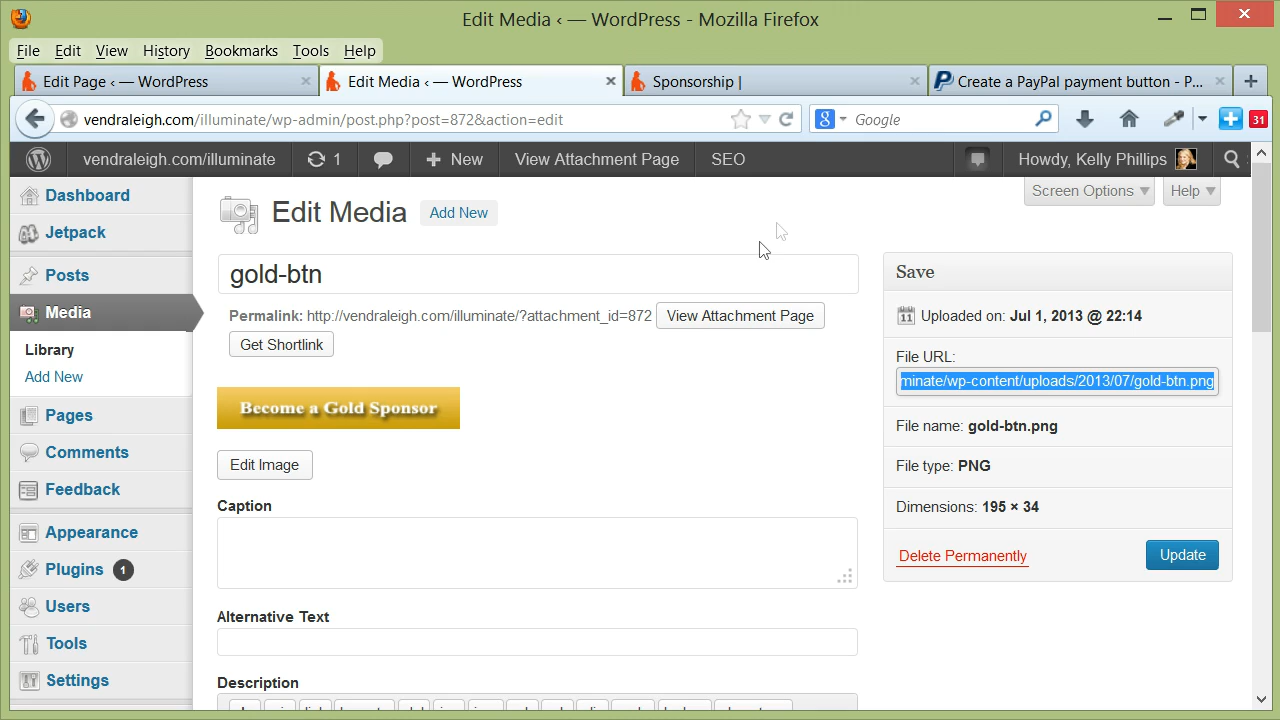 Edit Media ‹ — WordPress - Mozilla Firefox
File Edit View History Bookmarks Tools Help
Edit Page ‹ — WordPress
Edit Media ‹ — WordPress
Sponsorship |
Create a PayPal payment button - P...
vendraleigh.com/illuminate/wp-admin/post.php?post=872&action=edit
Google
31
vendraleigh.com/illuminate
1
New
View Attachment Page
SEO
Howdy, Kelly Phillips
Dashboard
Jetpack
Posts
Media
Library
Add New
Pages
Comments
Feedback
Appearance
Plugins 1
Users
Tools
Settings
Screen Options
Help
Edit Media Add New
gold-btn
Permalink: http://vendraleigh.com/illuminate/?attachment_id=872 View Attachment Page
Get Shortlink
Become a Gold Sponsor
Edit Image
Caption
Alternative Text
Description
Save
11 Uploaded on: Jul 1, 2013 @ 22:14
File URL:
minate/wp-content/uploads/2013/07/gold-btn.png
File name: gold-btn.png
File type: PNG
Dimensions: 195 × 34
Delete Permanently
Update